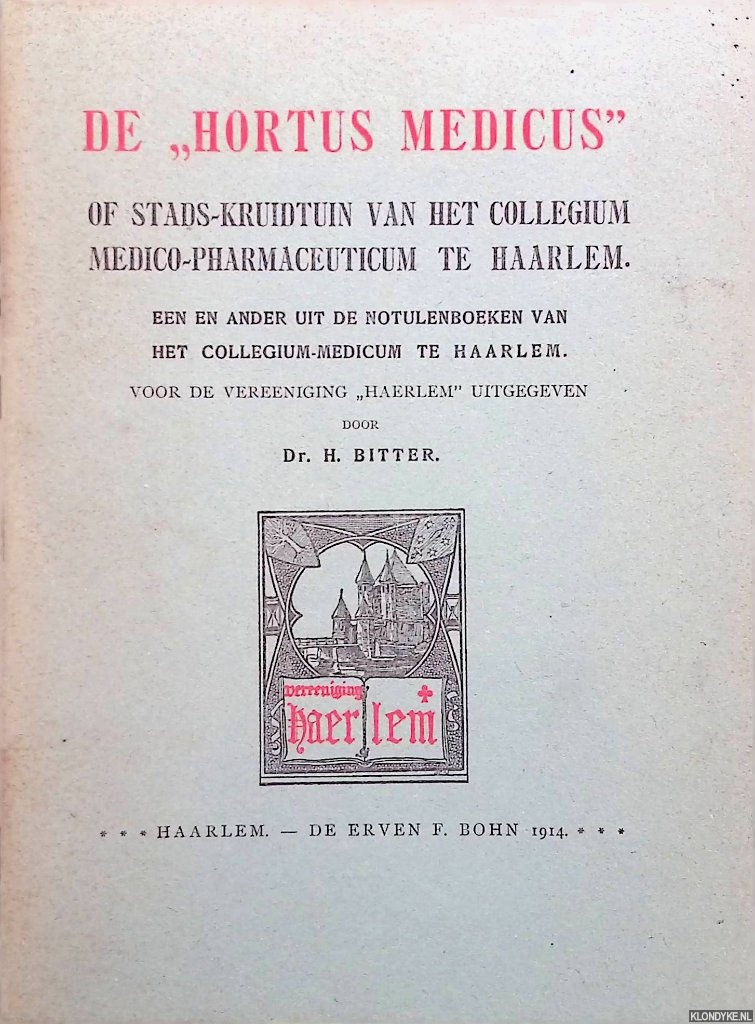 DE „HORTUS MEDICUS”
OF STADS-KRUIDTUIN VAN HET COLLEGIUM
MEDICO-PHARMACEUTICUM TE HAARLEM.
EEN EN ANDER UIT DE NOTULENBOEKEN VAN
HET COLLEGIUM-MEDICUM TE HAARLEM.
VOOR DE VEREENIGING „HAERLEM” UITGEGEVEN
DOOR
Dr. H. BITTER.
vereeniging
haerlem
* * * HAARLEM. — DE ERVEN F. BOHN 1914. * * *
KLONDYKE.NL